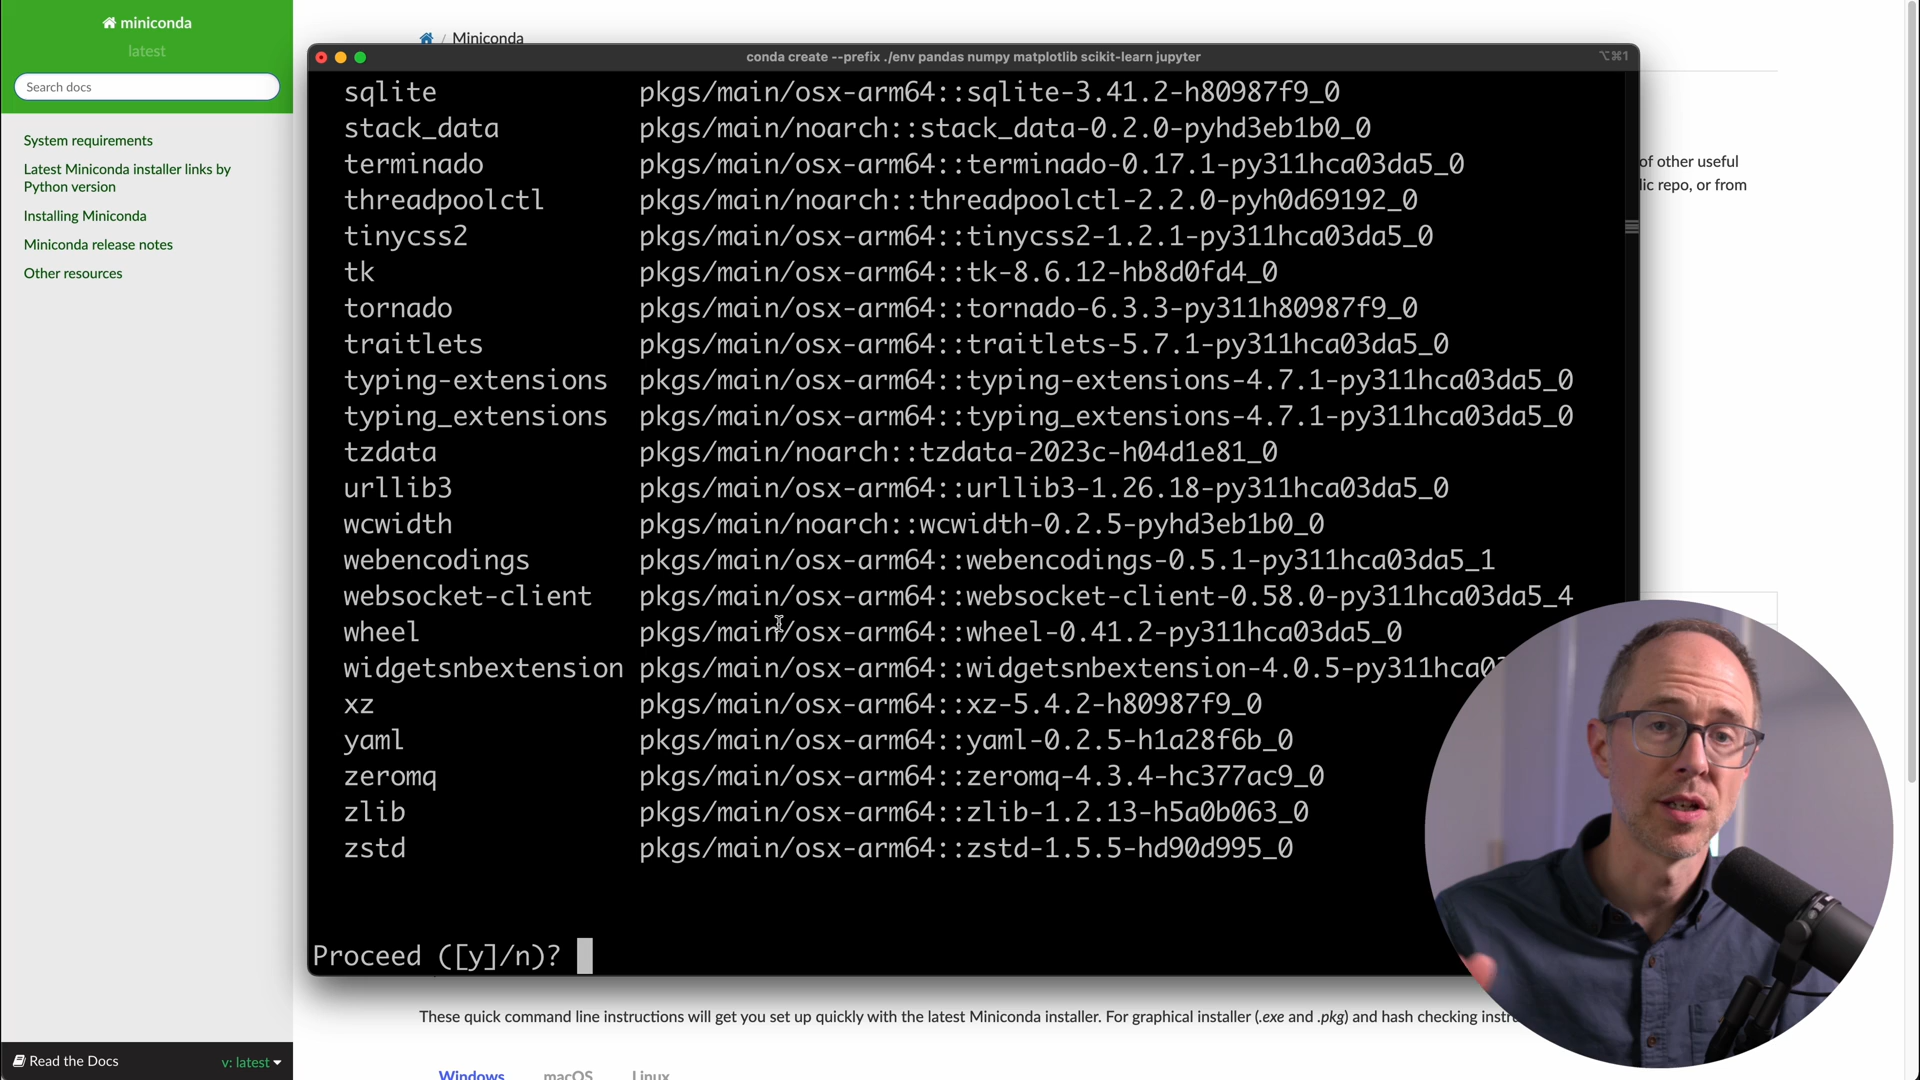 miniconda
latest
Search docs
System requirements
Latest Miniconda installer links by
Python version
Installing Miniconda
Miniconda release notes
Other resources
Read the Docs
v: latest
/ Miniconda
conda create --prefix ./env pandas numpy matplotlib scikit-learn jupyter
⌥⌘1
sqlite pkgs/main/osx-arm64::sqlite-3.41.2-h80987f9_0
stack_data pkgs/main/noarch::stack_data-0.2.0-pyhd3eb1b0_0
terminado pkgs/main/osx-arm64::terminado-0.17.1-py311hca03da5_0
threadpoolctl pkgs/main/noarch::threadpoolctl-2.2.0-pyh0d69192_0
tinycss2 pkgs/main/osx-arm64::tinycss2-1.2.1-py311hca03da5_0
tk pkgs/main/osx-arm64::tk-8.6.12-hb8d0fd4_0
tornado pkgs/main/osx-arm64::tornado-6.3.3-py311h80987f9_0
traitlets pkgs/main/osx-arm64::traitlets-5.7.1-py311hca03da5_0
typing-extensions pkgs/main/osx-arm64::typing-extensions-4.7.1-py311hca03da5_0
typing_extensions pkgs/main/osx-arm64::typing_extensions-4.7.1-py311hca03da5_0
tzdata pkgs/main/noarch::tzdata-2023c-h04d1e81_0
urllib3 pkgs/main/osx-arm64::urllib3-1.26.18-py311hca03da5_0
wcwidth pkgs/main/noarch::wcwidth-0.2.5-pyhd3eb1b0_0
webencodings pkgs/main/osx-arm64::webencodings-0.5.1-py311hca03da5_1
websocket-client pkgs/main/osx-arm64::websocket-client-0.58.0-py311hca03da5_4
wheel pkgs/main/osx-arm64::wheel-0.41.2-py311hca03da5_0
widgetsnbextension pkgs/main/osx-arm64::widgetsnbextension-4.0.5-py311hca0
xz pkgs/main/osx-arm64::xz-5.4.2-h80987f9_0
yaml pkgs/main/osx-arm64::yaml-0.2.5-h1a28f6b_0
zeromq pkgs/main/osx-arm64::zeromq-4.3.4-hc377ac9_0
zlib pkgs/main/osx-arm64::zlib-1.2.13-h5a0b063_0
zstd pkgs/main/osx-arm64::zstd-1.5.5-hd90d995_0
Proceed ([y]/n)?
of other useful
lic repo, or from
These quick command line instructions will get you set up quickly with the latest Miniconda installer. For graphical installer (.exe and .pkg) and hash checking instr
Windows macOS Linux